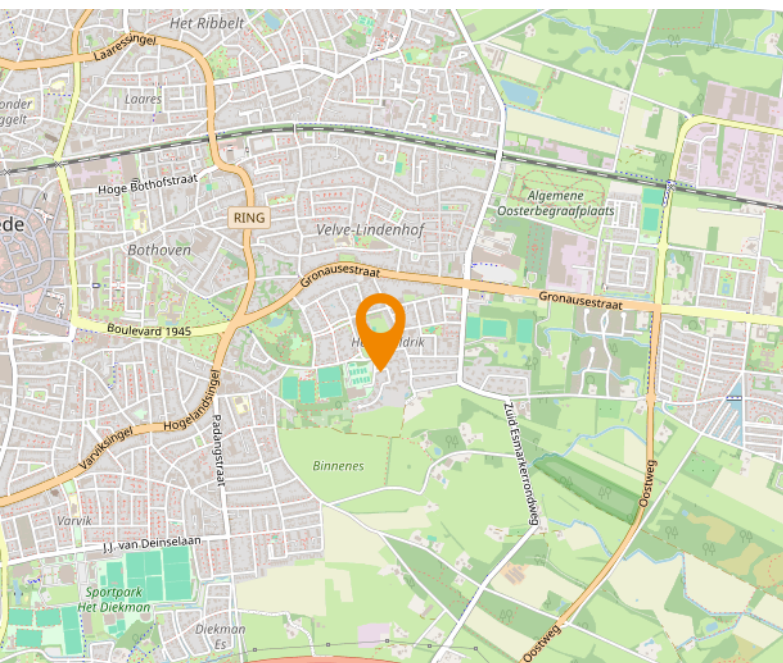 Het Ribbelt
Laaressingel
Laares
Hoge Bothofstraat
Algemene
Oosterbegraafplaats
RING
Velve-Lindenhof
Bothoven
Gronausestraat
Gronausestraat
Boulevard 1945
Hogelandsingel
Varviksingel
Padangstraat
Zuid Esmarkerrondweg
Binnenes
Oostweg
Varvik
J.J. van Deinselaan
Sportpark
Het Diekman
Diekman
Es
Oostweg